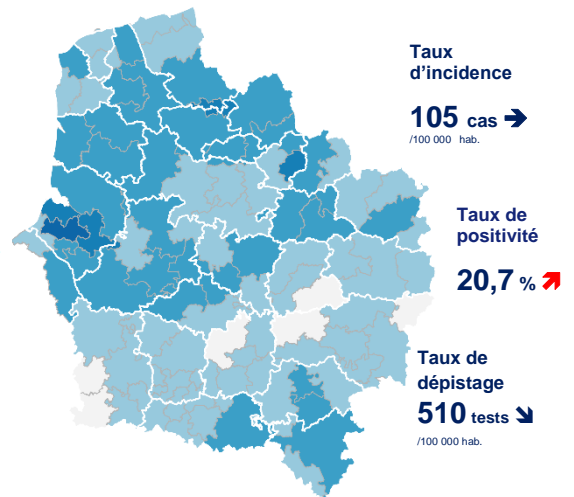 Taux
d’incidence
105 cas ➔
/100 000 hab.
Taux de
positivité
20,7 % ↗
Taux de
dépistage
510 tests ↘
/100 000 hab.